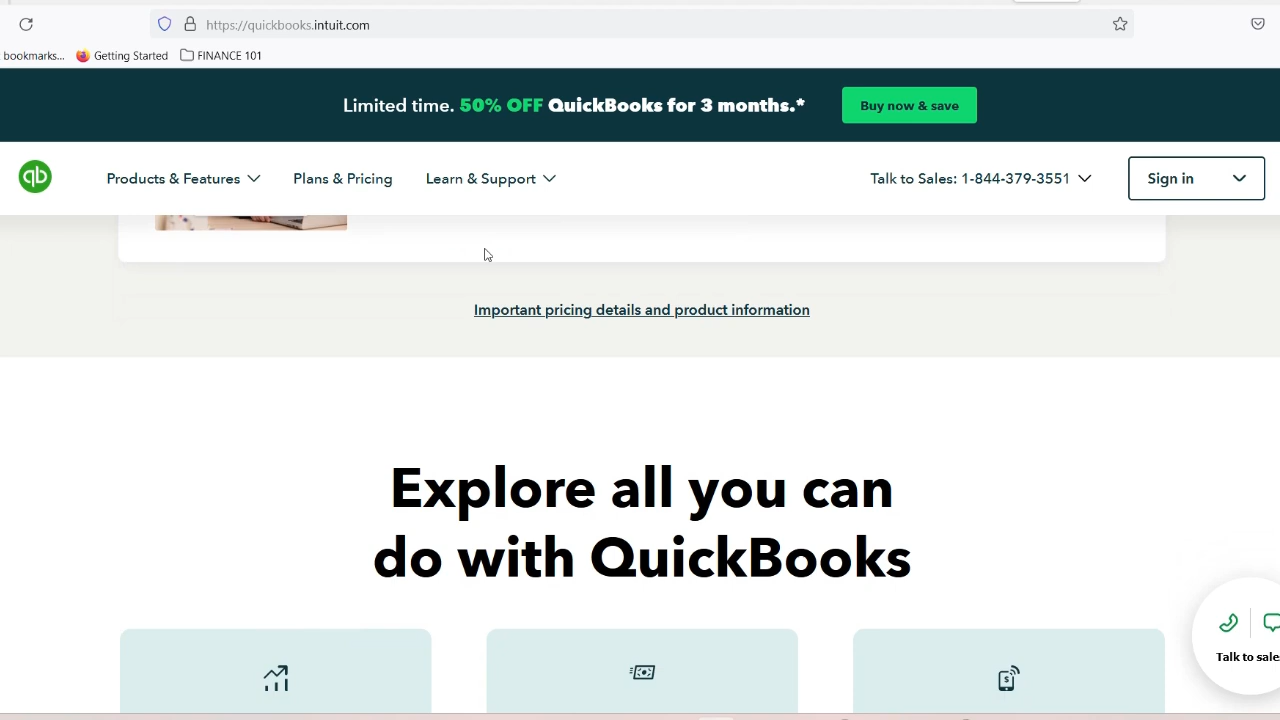 https://quickbooks.intuit.com
bookmarks... Getting Started FINANCE 101
Limited time. 50% OFF QuickBooks for 3 months.* Buy now & save
qb Products & Features Plans & Pricing Learn & Support Talk to Sales: 1-844-379-3551 Sign in
Important pricing details and product information
Explore all you can
do with QuickBooks
Talk to sale